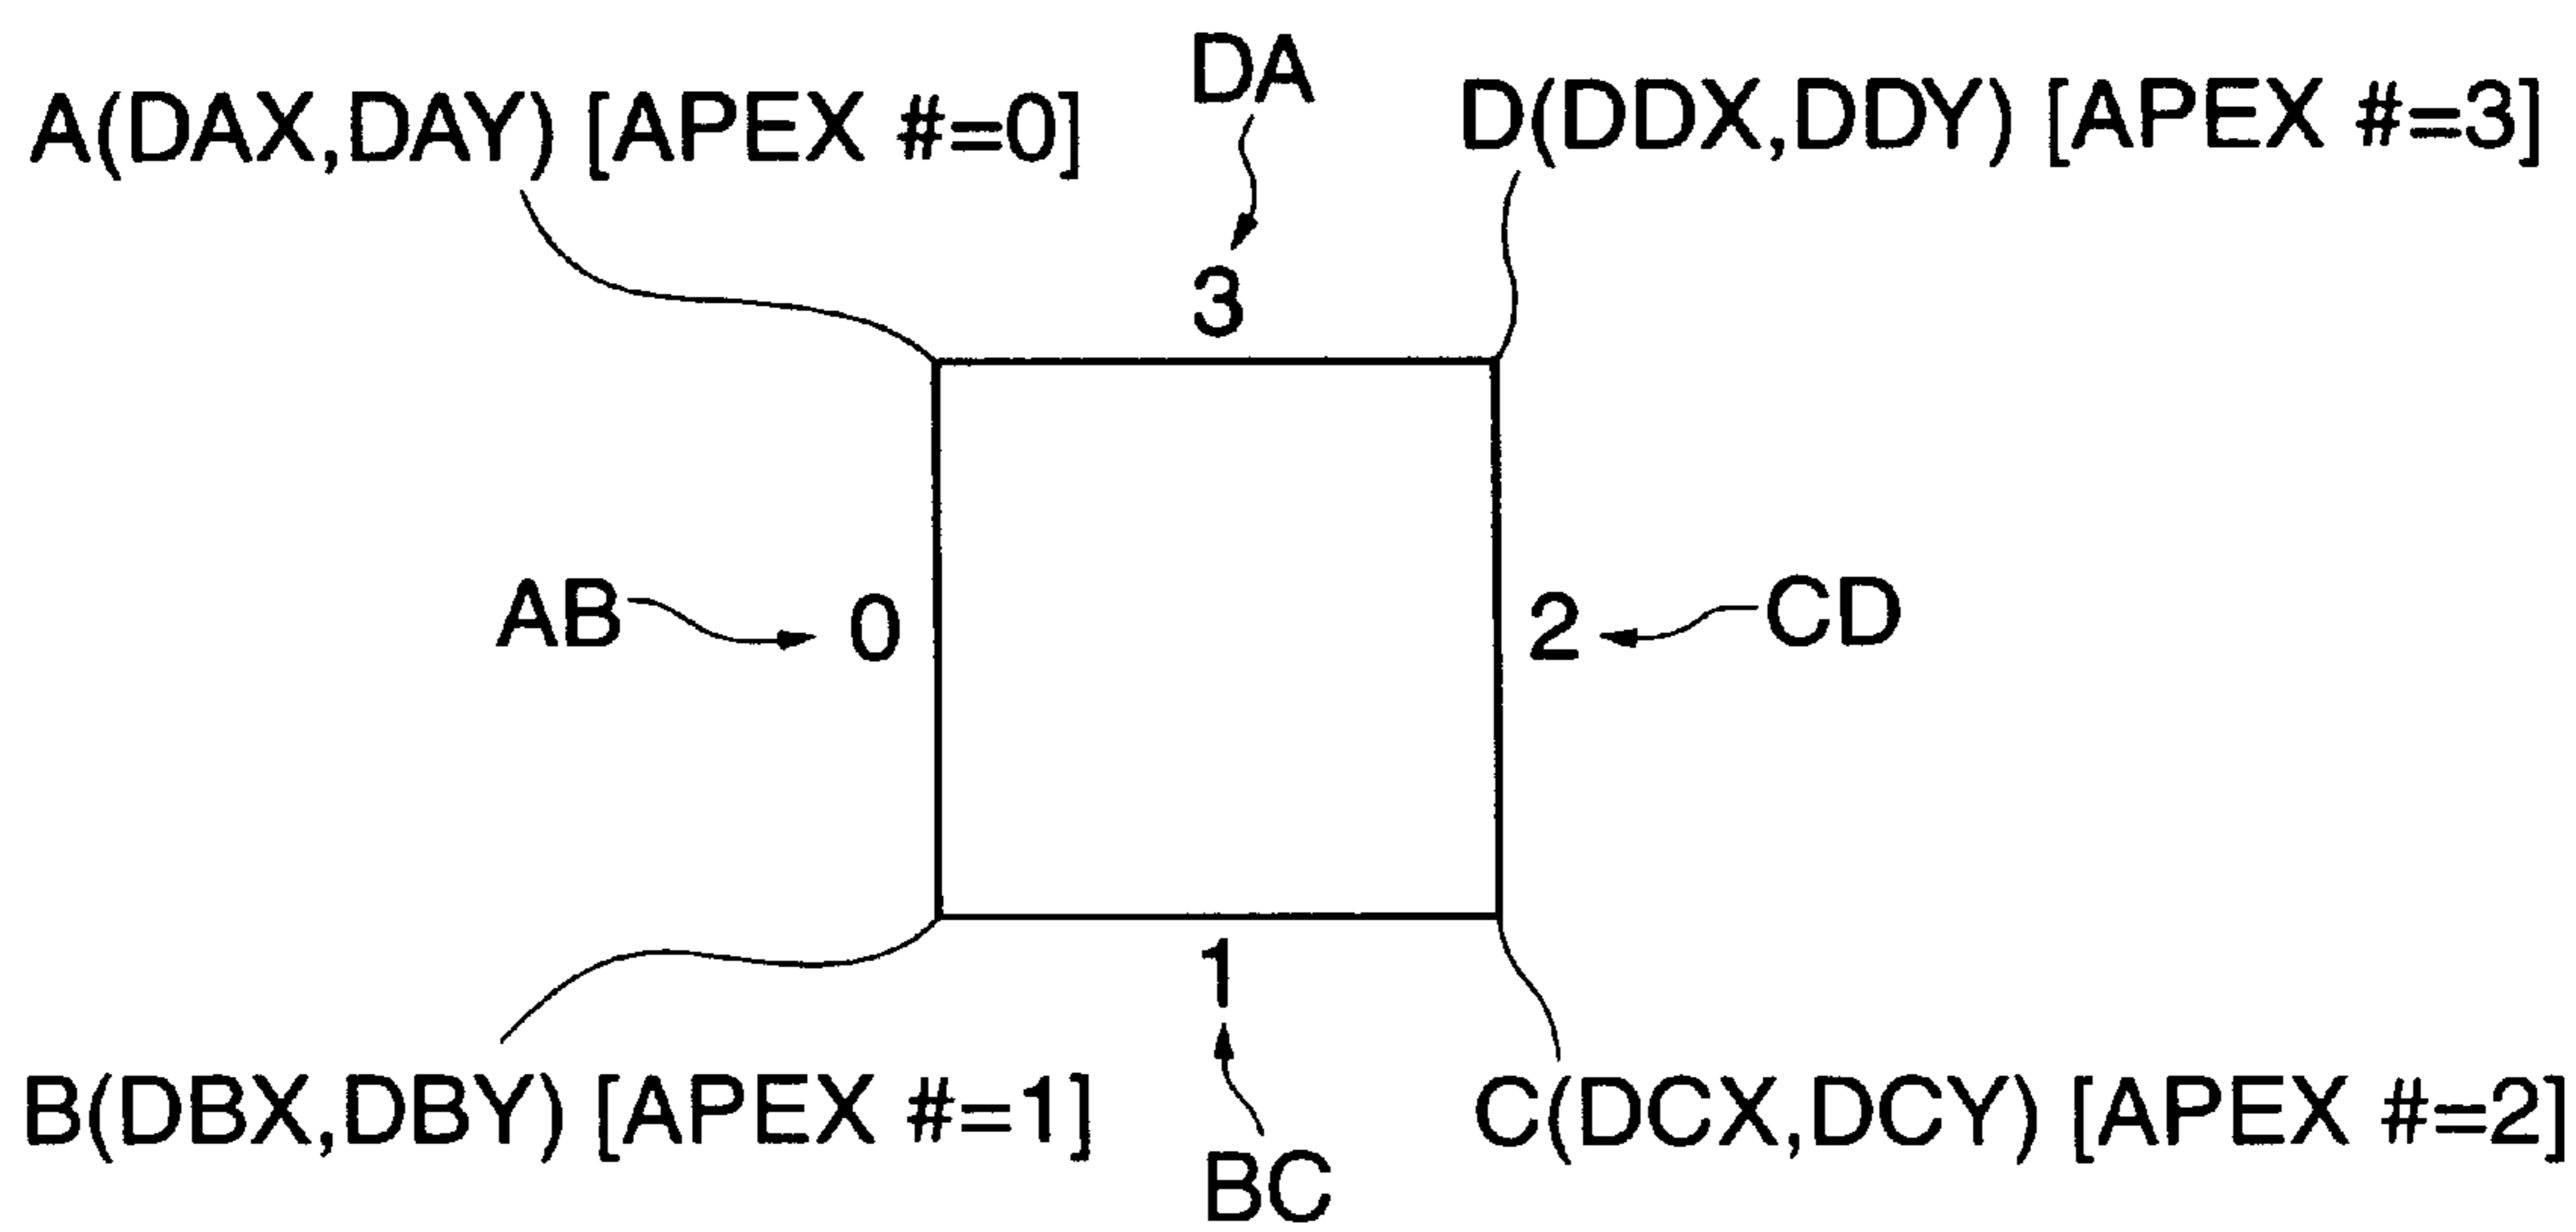 DA
A(DAX,DAY) [APEX #=0]
D(DDX,DDY) [APEX #=3]
3
AB
0
2
CD
1
B(DBX,DBY) [APEX #=1]
C(DCX,DCY) [APEX #=2]
BC